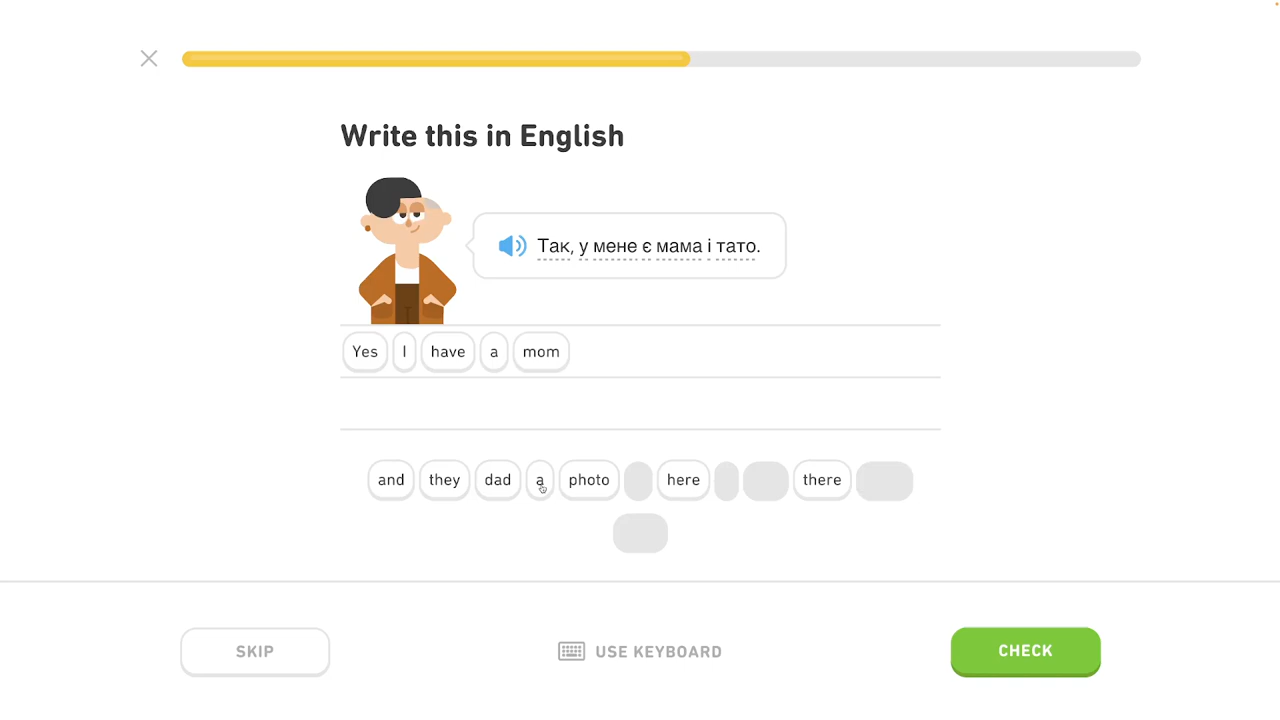 Write this in English
Так, у мене є мама і тато.
Yes I have a mom
and they dad a photo here there
SKIP USE KEYBOARD CHECK